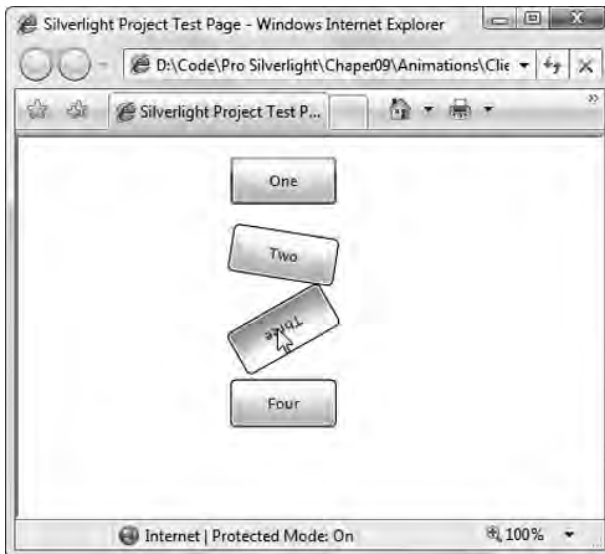 Silverlight Project Test Page - Windows Internet Explorer
D:\Code\Pro Silverlight\Chaper09\Animations\Clie
Silverlight Project Test P...
One
Two
Three
Four
Internet | Protected Mode: On
100%